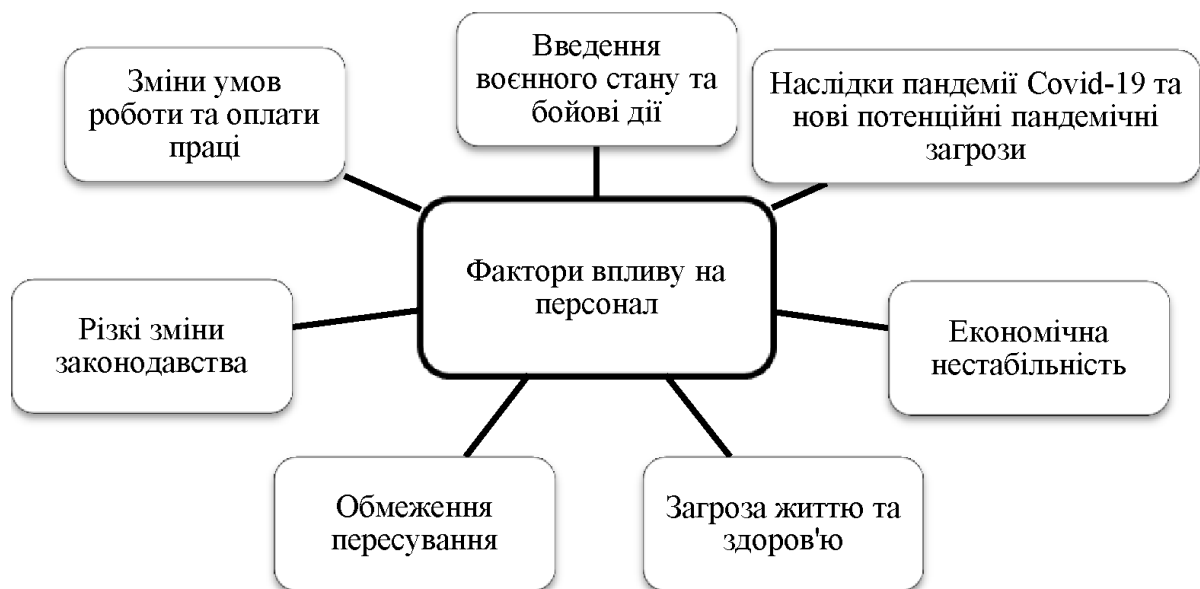 Введення
воєнного стану та
бойові дії
Зміни умов
роботи та оплати
праці
Наслідки пандемії Covid-19 та
нові потенційні пандемічні
загрози
Фактори впливу на
персонал
Різкі зміни
законодавства
Економічна
нестабільність
Обмеження
пересування
Загроза життю та
здоров'ю